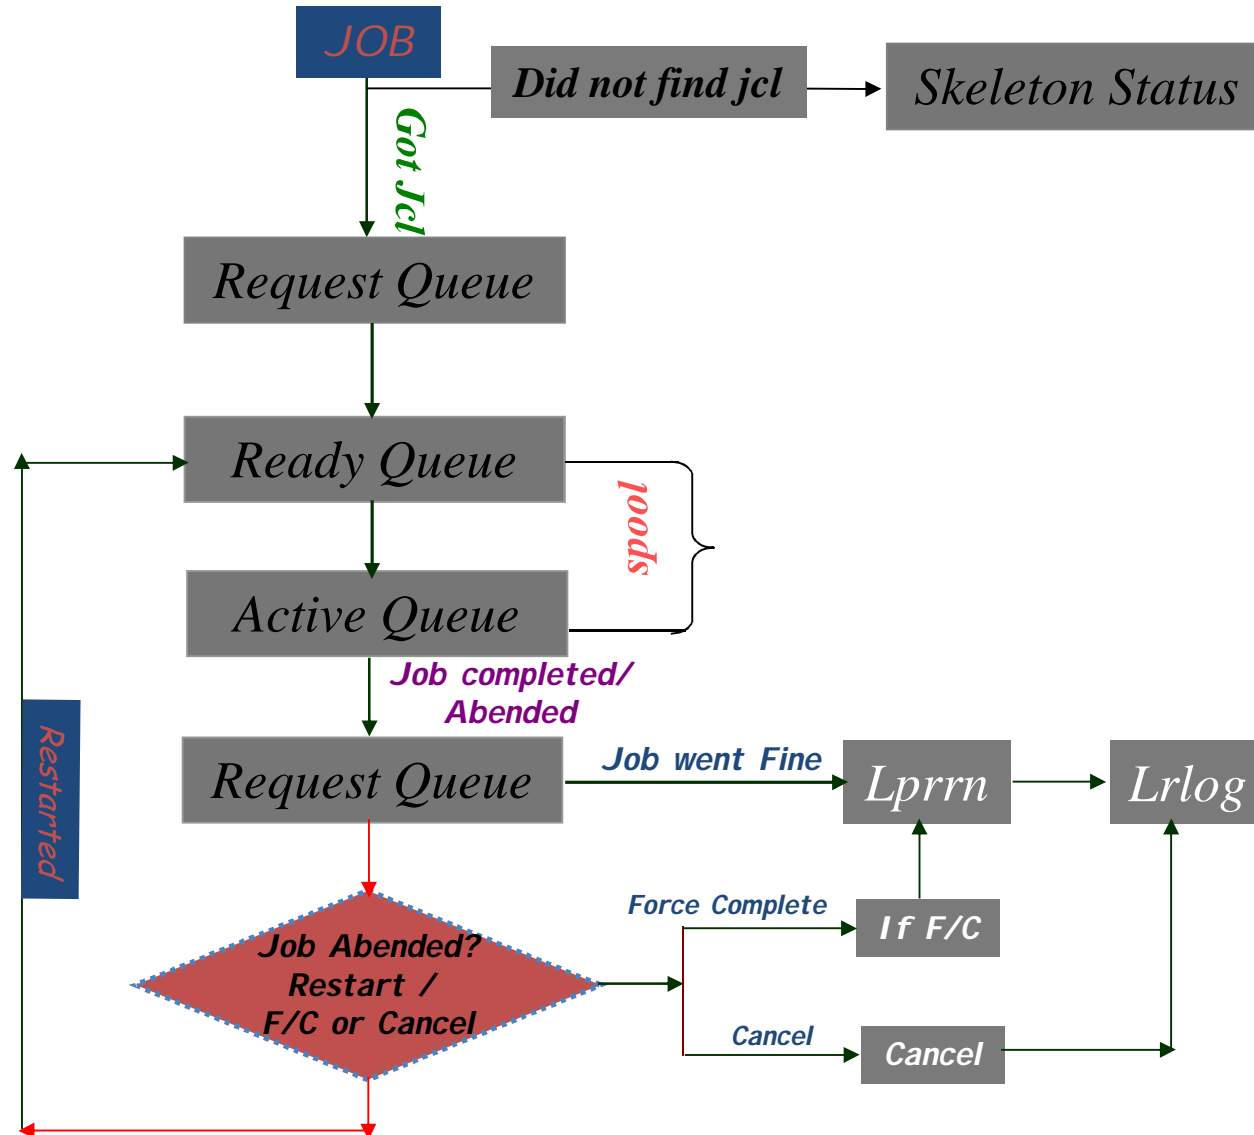 JOB
Did not find jcl
Skeleton Status
Got Jcl
Request Queue
Ready Queue
spool
Active Queue
Job completed/
Abended
Request Queue
Job went Fine
Lprrn
Lrlog
Restarted
Job Abended?
Restart /
F/C or Cancel
Force Complete
If F/C
Cancel
Cancel